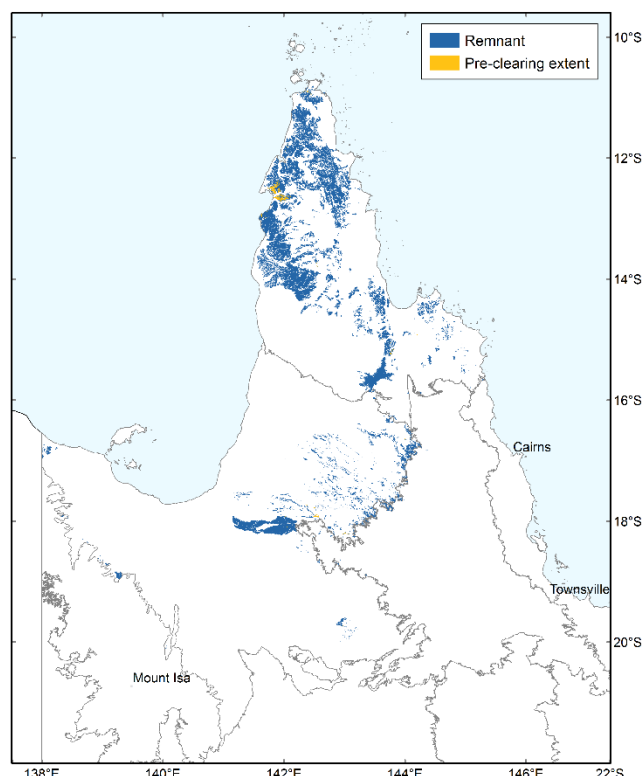 Remnant
Pre-clearing extent
10°S
12°S
14°S
16°S
Cairns
18°S
Townsville
20°S
Mount Isa
138°E
140°E
142°E
144°E
146°E
22°S